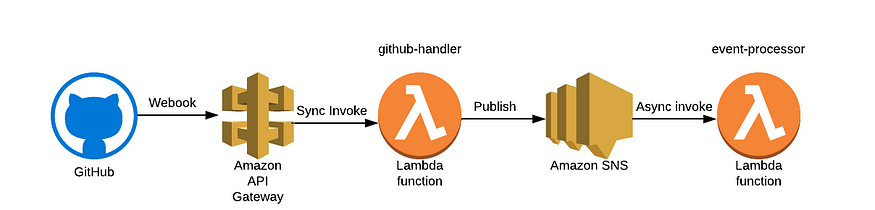 github-handler
event-processor
Webook
Sync Invoke
Publish
Async invoke
GitHub
Amazon
API
Gateway
Lambda
function
Amazon SNS
Lambda
function